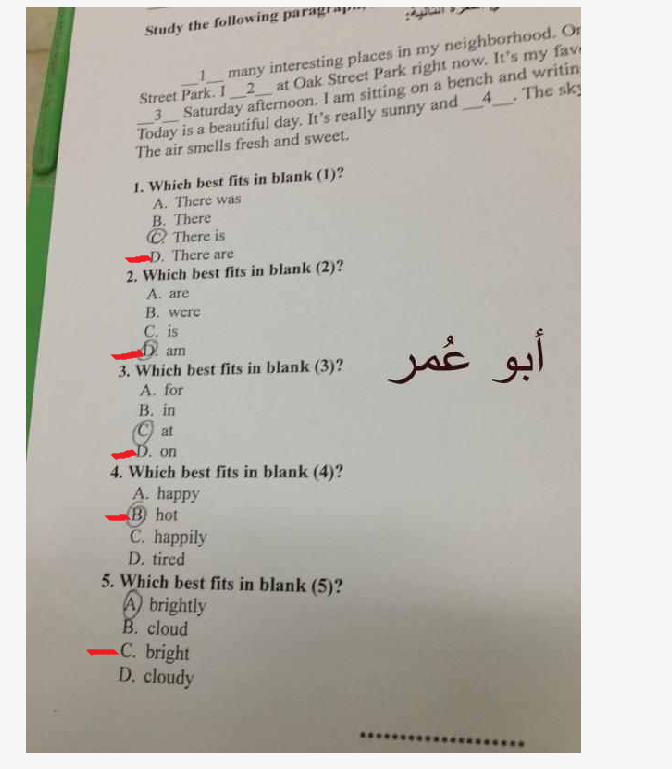 Study the following
__1__ many interesting places in my neighborhood.
Street Park. I __2__ at Oak Street Park right now. It's my
__3__ Saturday afternoon. I am sitting on a bench and
Today is a beautiful day. It's really sunny and __4__. The
The air smells fresh and sweet.
1. Which best fits in blank (1)?
A. There was
B. There
C. There is
D. There are
2. Which best fits in blank (2)?
A. are
B. were
C. is
D. am
3. Which best fits in blank (3)?
A. for
B. in
C. at
D. on
أبو عُمر
4. Which best fits in blank (4)?
A. happy
B. hot
C. happily
D. tired
5. Which best fits in blank (5)?
A. brightly
B. cloud
C. bright
D. cloudy